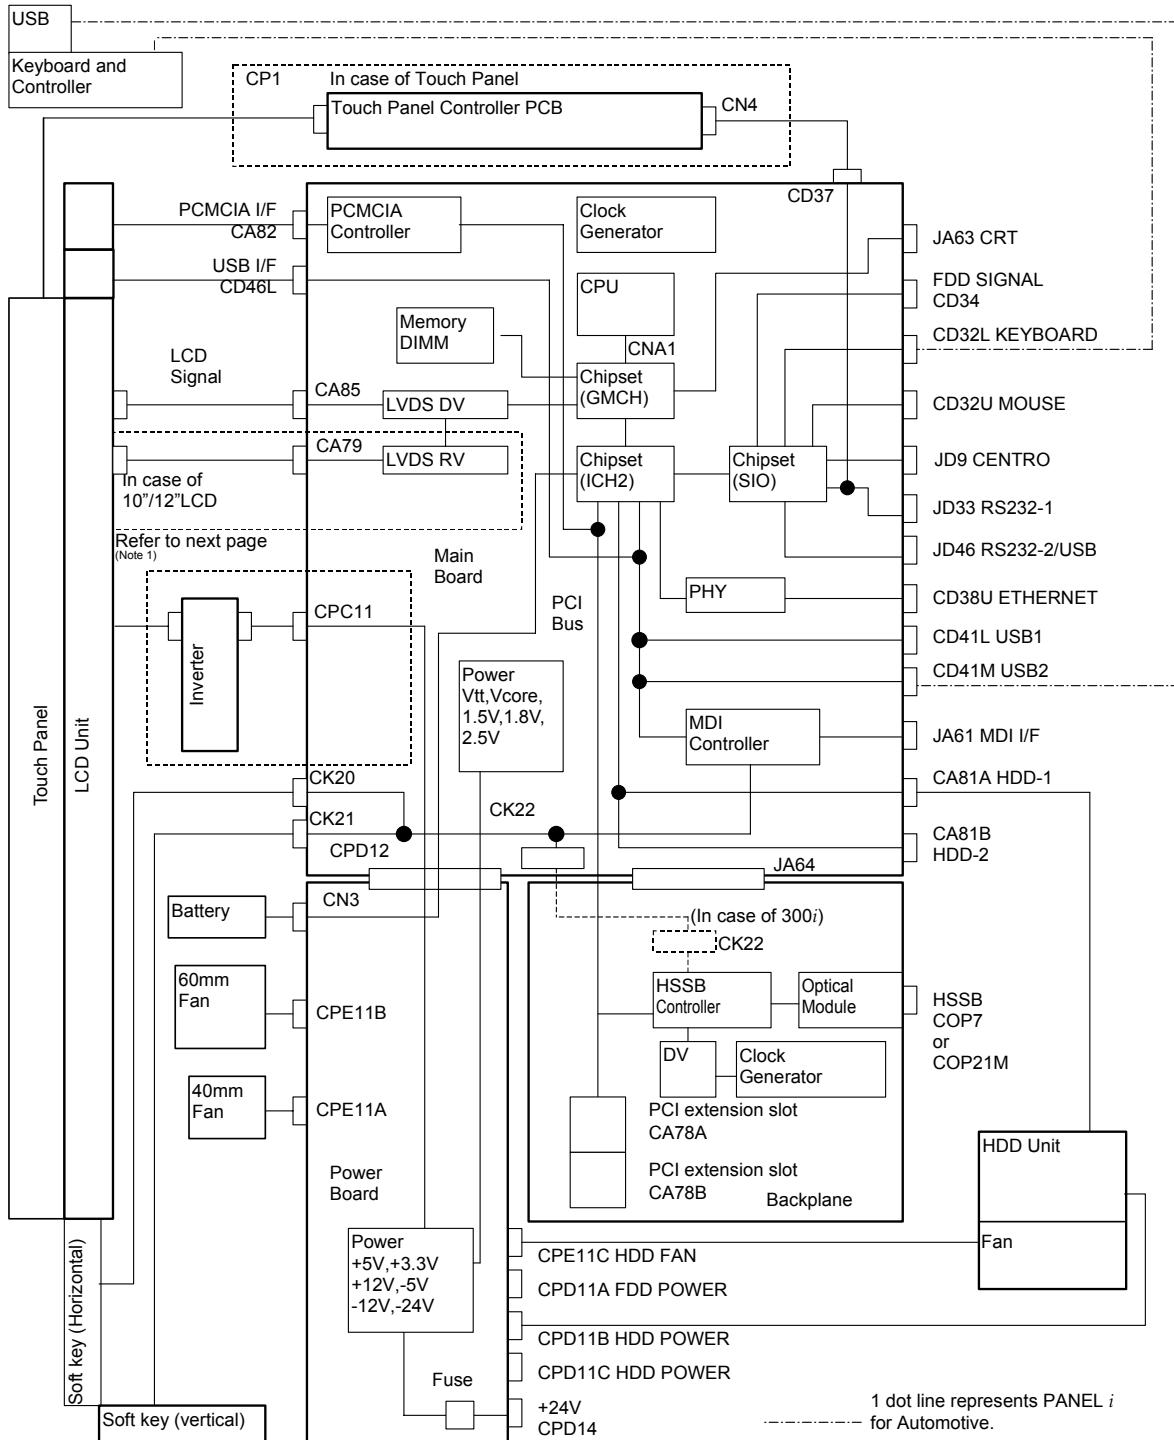 USB
Keyboard and
Controller
CP1
In case of Touch Panel
Touch Panel Controller PCB
CN4
CD37
PCMCIA I/F
CA82
PCMCIA
Controller
Clock
Generator
JA63 CRT
USB I/F
CD46L
CPU
FDD SIGNAL
CD34
Memory
DIMM
CNA1
CD32L KEYBOARD
LCD
Signal
CA85
LVDS DV
Chipset
(GMCH)
CD32U MOUSE
CA79
LVDS RV
Chipset
(ICH2)
Chipset
(SIO)
JD9 CENTRO
In case of
10”/12”LCD
JD33 RS232-1
Refer to next page
(Note 1)
Main
Board
JD46 RS232-2/USB
PHY
CD38U ETHERNET
CPC11
PCI
Bus
CD41L USB1
Inverter
Power
Vtt,Vcore,
1.5V,1.8V,
2.5V
CD41M USB2
MDI
Controller
JA61 MDI I/F
Touch Panel
LCD Unit
CK20
CA81A HDD-1
CK21
CK22
CPD12
CA81B
HDD-2
JA64
Battery
CN3
(In case of 300i)
CK22
60mm
Fan
CPE11B
HSSB
Controller
Optical
Module
HSSB
COP7
or
COP21M
DV
Clock
Generator
40mm
Fan
CPE11A
PCI extension slot
CA78A
HDD Unit
Power
Board
PCI extension slot
CA78B
Backplane
Power
+5V,+3.3V
+12V,-5V
-12V,-24V
Fan
CPE11C HDD FAN
CPD11A FDD POWER
Soft key (Horizontal)
CPD11B HDD POWER
CPD11C HDD POWER
Fuse
+24V
CPD14
Soft key (vertical)
1 dot line represents PANEL i
for Automotive.